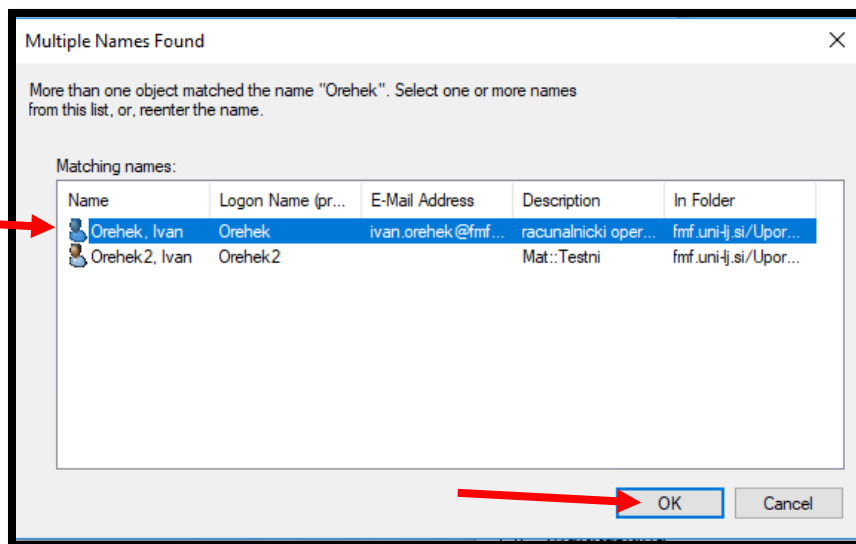 Multiple Names Found
More than one object matched the name "Orehek". Select one or more names
from this list, or, reenter the name.
Matching names:
Name Logon Name (pr... E-Mail Address Description In Folder
Orehek, Ivan Orehek ivan.orehek@fmf... racunalnicki oper... fmf.uni-lj.si/Upor...
Orehek2, Ivan Orehek2 Mat::Testni fmf.uni-lj.si/Upor...
OK Cancel